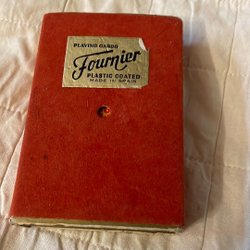 PLAYING CARDS
Fournier
PLASTIC COATED
MADE IN SPAIN